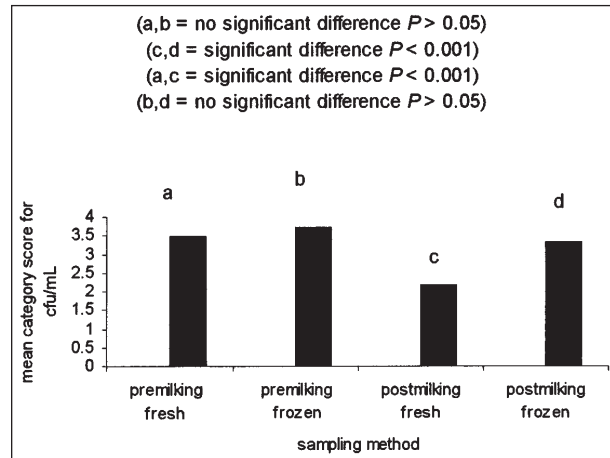 (a,b = no significant difference P > 0.05)
(c,d = significant difference P < 0.001)
(a,c = significant difference P < 0.001)
(b,d = no significant difference P > 0.05)
a
b
c
d
mean category score for
cfu/mL
4
3.5
3
2.5
2
1.5
1
0.5
0
premilking fresh
premilking frozen
postmilking fresh
postmilking frozen
sampling method